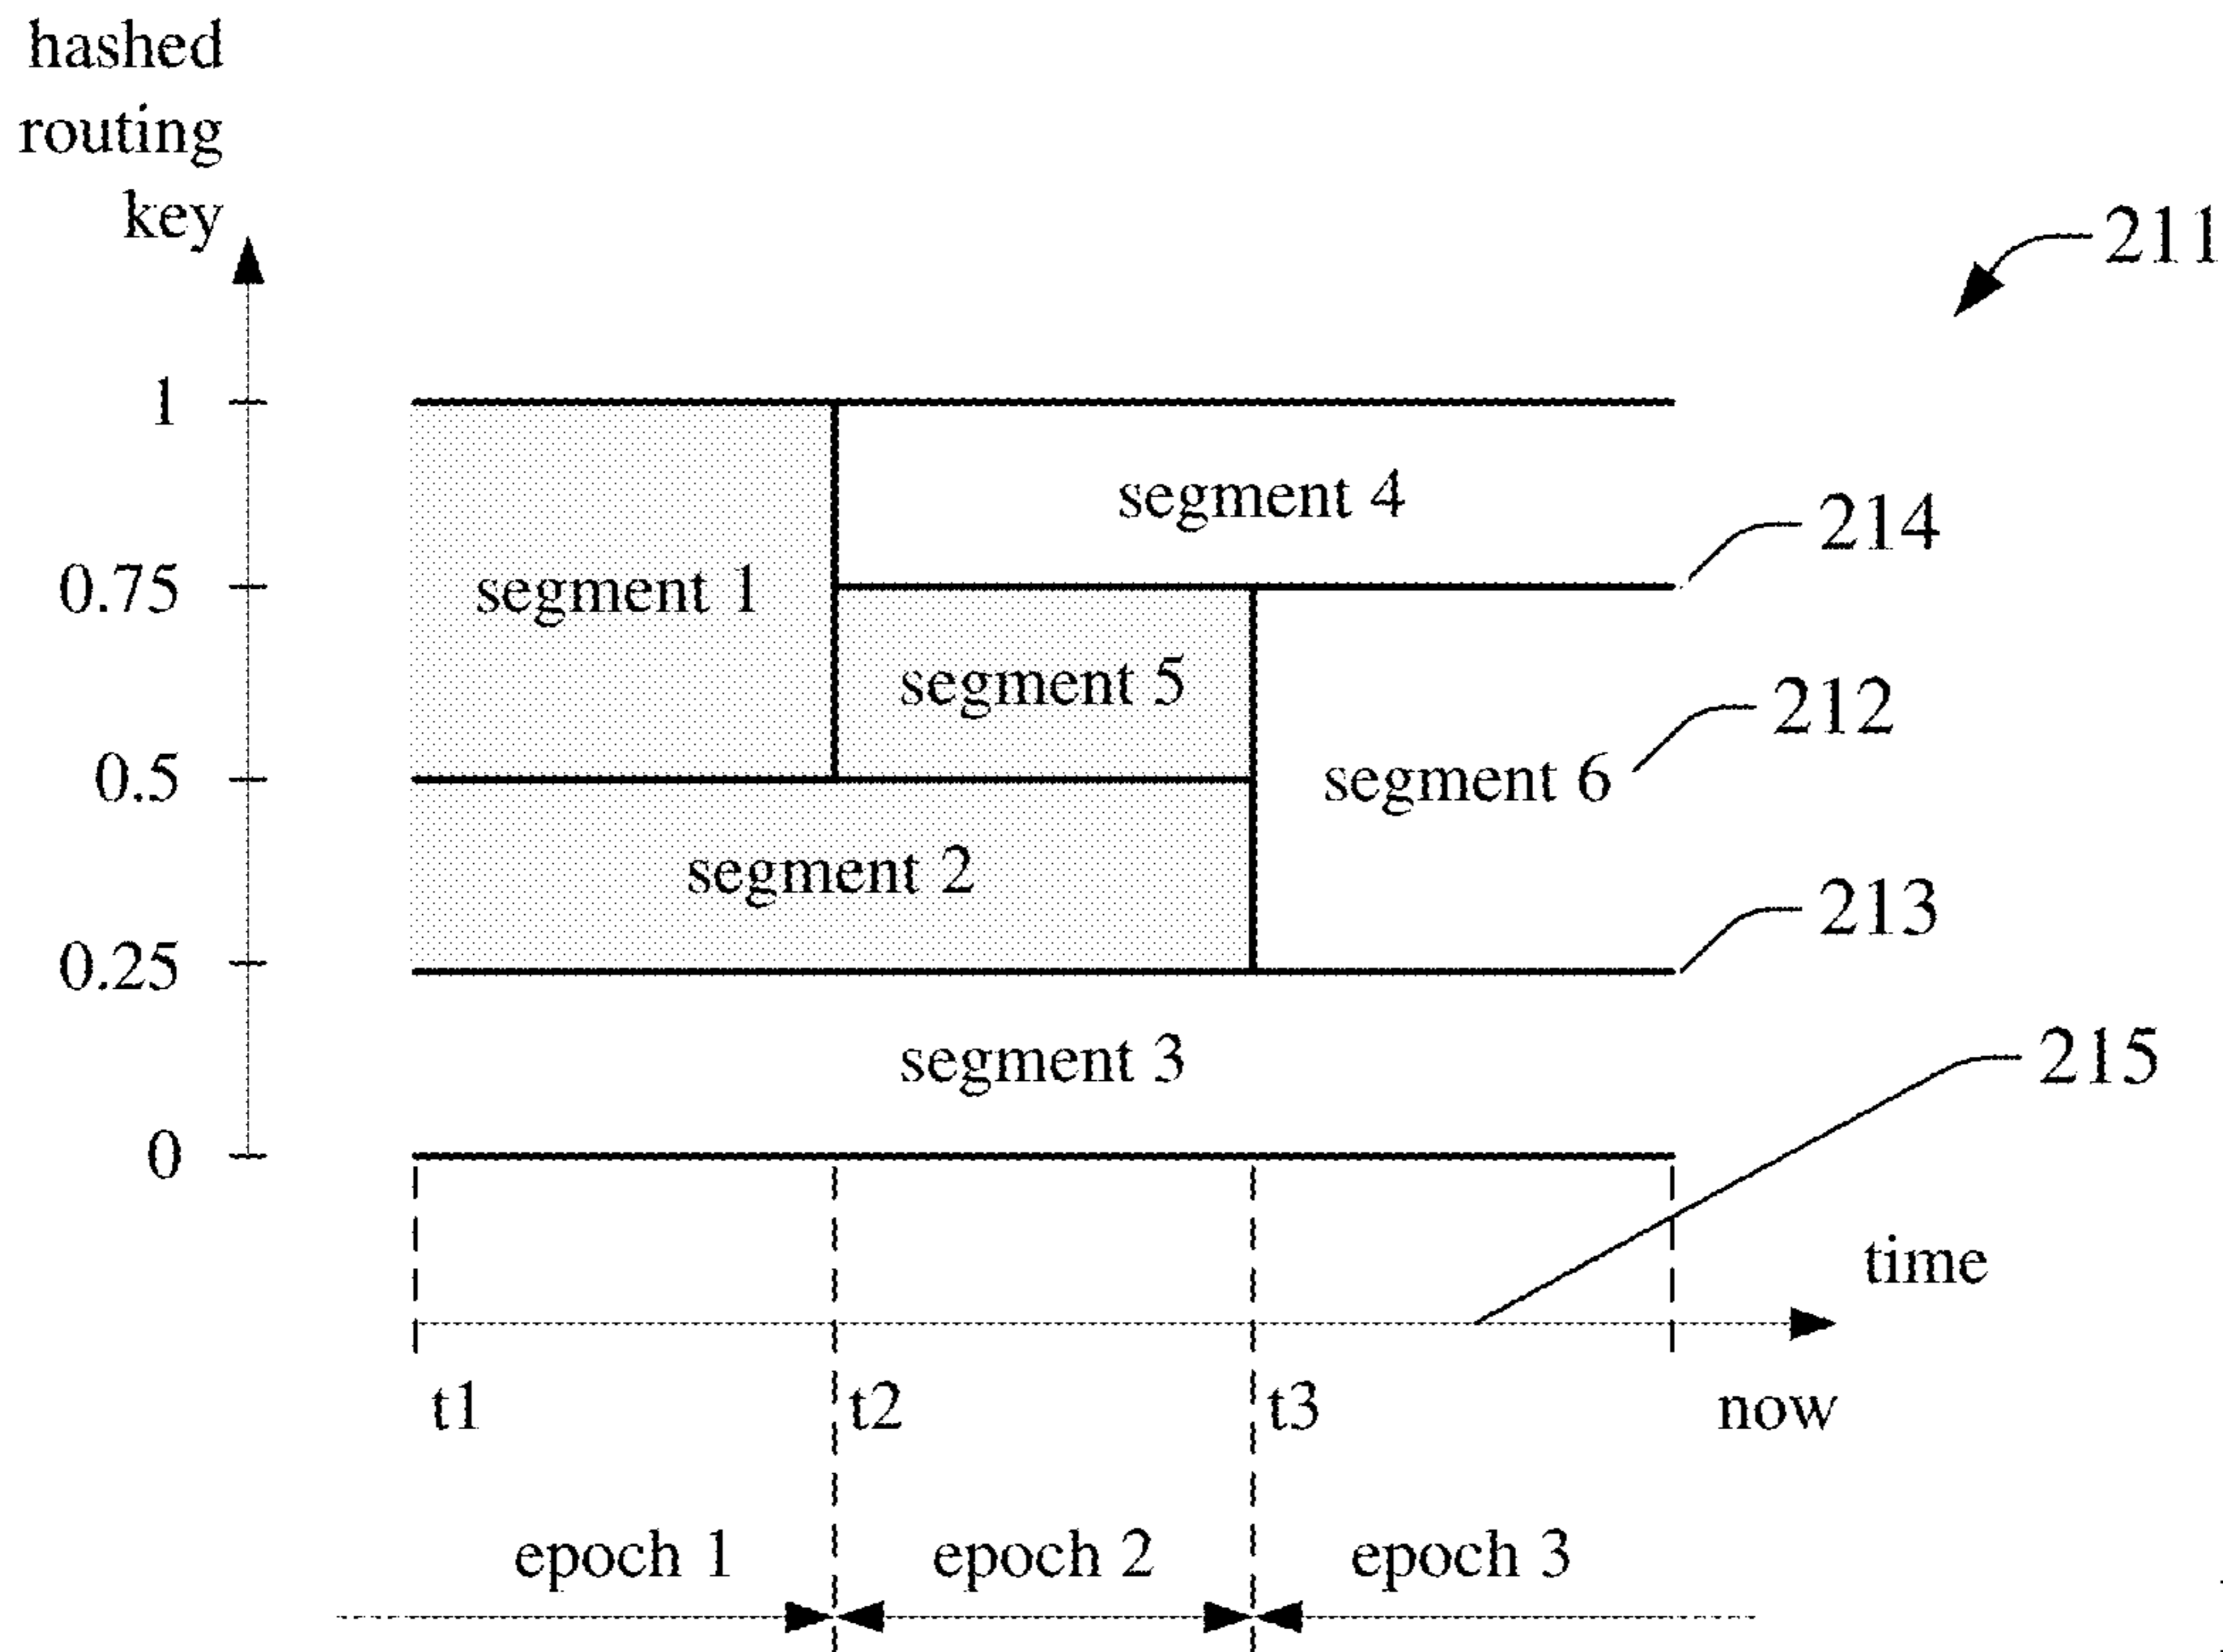 hashed
routing
key
211
1
segment 4
214
0.75
segment 1
segment 5
212
0.5
segment 6
segment 2
213
0.25
segment 3
215
0
time
t1
t2
t3
now
epoch 1
epoch 2
epoch 3